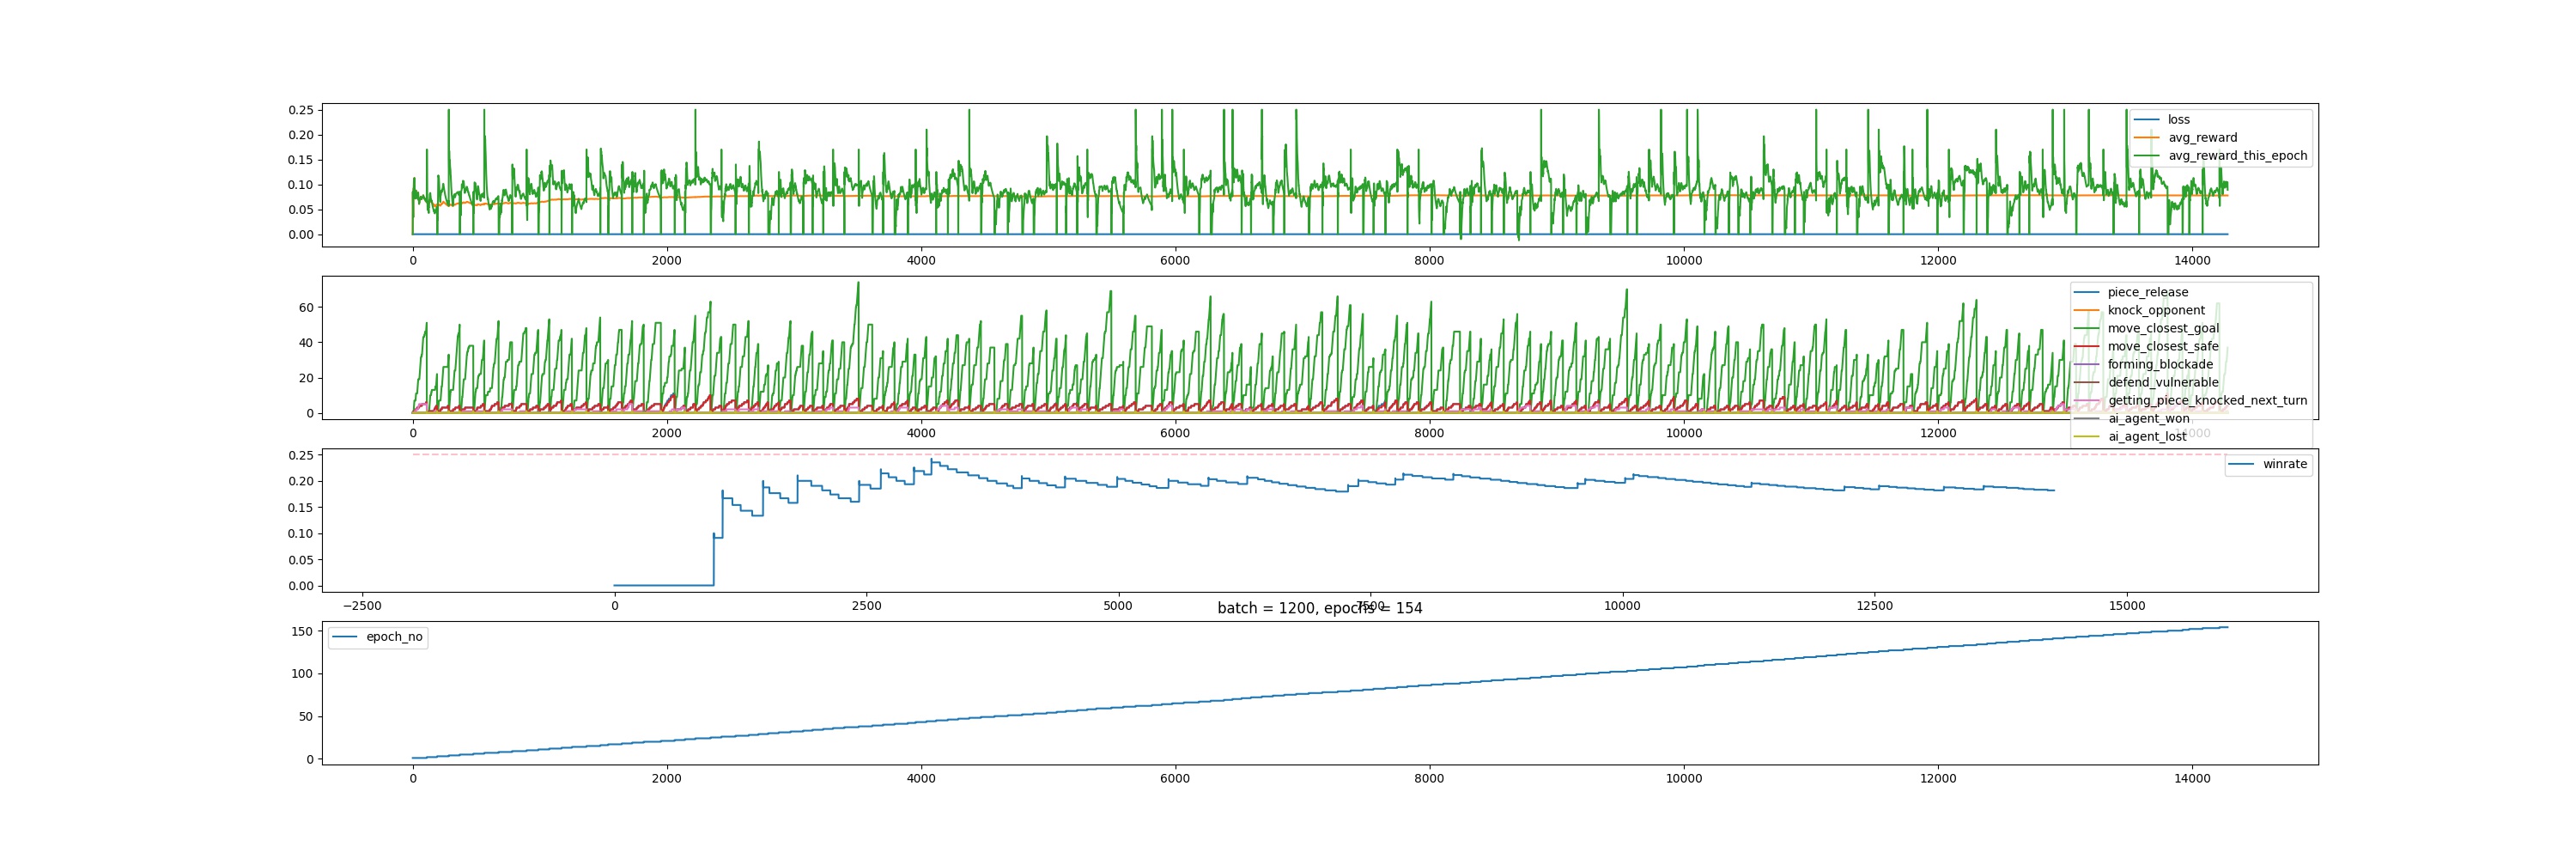 0.25
0.20
0.15
0.10
0.05
0.00
loss
avg_reward
avg_reward_this_epoch
0 2000 4000 6000 8000 10000 12000 14000
60
40
20
0
piece_release
knock_opponent
move_closest_goal
move_closest_safe
forming_blockade
defend_vulnerable
getting_piece_knocked_next_turn
ai_agent_won
ai_agent_lost
0 2000 4000 6000 8000 10000 12000 14000
0.25
0.20
0.15
0.10
0.05
0.00
winrate
−2500 0 2500 5000 7500 10000 12500 15000
batch = 1200, epochs = 154
150
100
50
0
epoch_no
0 2000 4000 6000 8000 10000 12000 14000